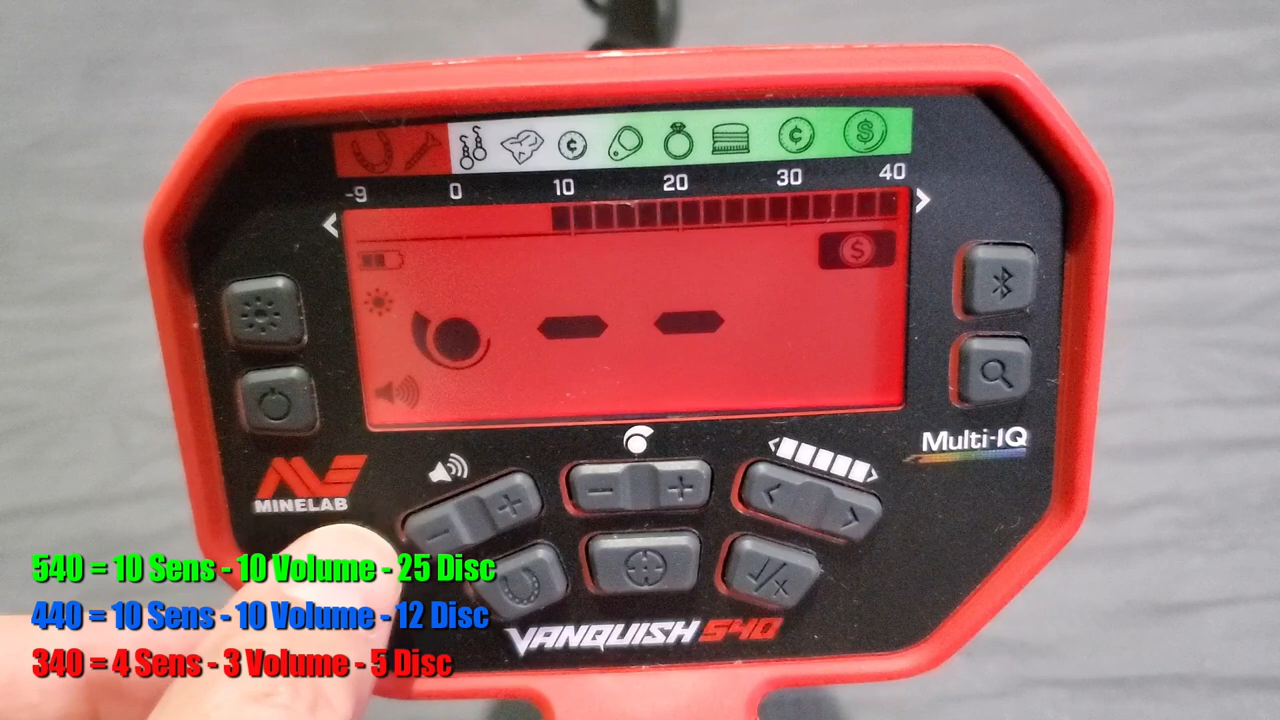 ¢ ¢ $
-9 0 10 20 30 40
< >
$
- -
Multi-IQ
MINELAB
< >
- + - + < >
✓/x
VANQUISH 540
540 = 10 Sens - 10 Volume - 25 Disc
440 = 10 Sens - 10 Volume - 12 Disc
340 = 4 Sens - 3 Volume - 5 Disc